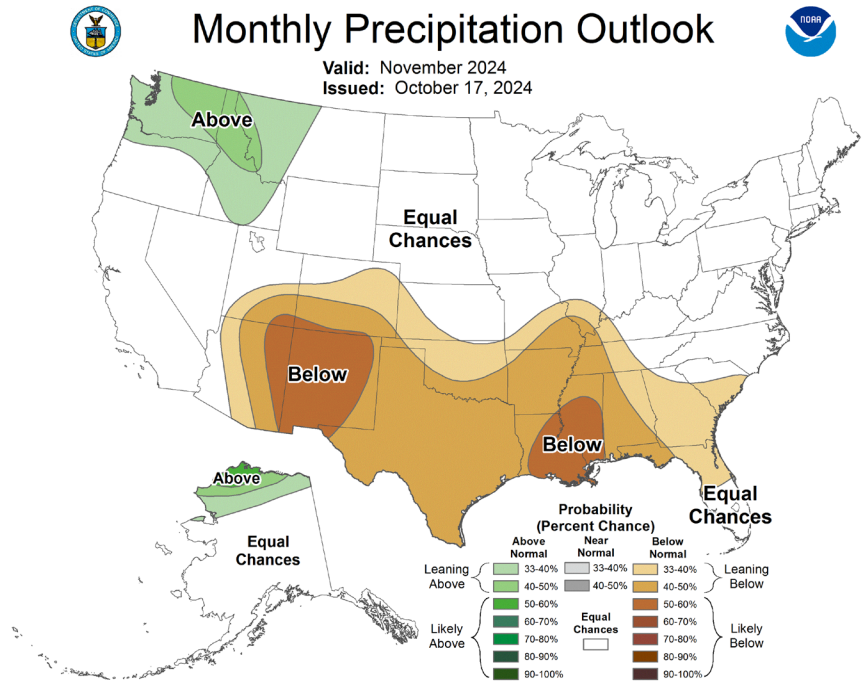 Monthly Precipitation Outlook
NOAA
Valid: November 2024
Issued: October 17, 2024
Above
Equal
Chances
Below
Below
Above
Equal
Chances
Equal
Chances
Probability
(Percent Chance)
Above
Normal
Near
Normal
Below
Normal
Leaning
Above
33-40% 33-40% 33-40%
40-50% 40-50% 40-50%
Leaning
Below
Likely
Above
50-60% 50-60%
60-70% 60-70%
70-80% 70-80%
80-90% 80-90%
90-100% 90-100%
Equal
Chances
Likely
Below